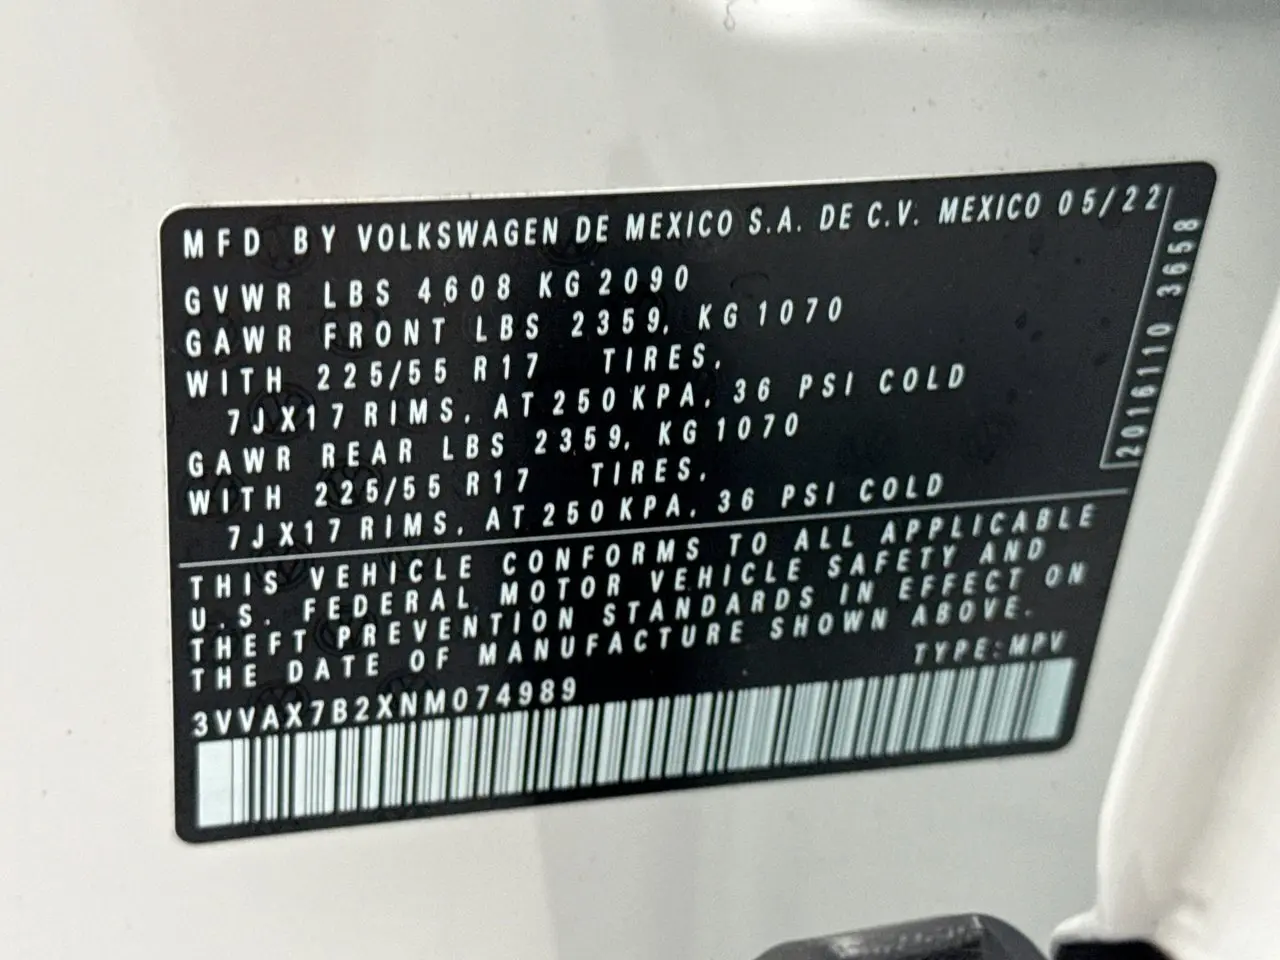 MFD BY VOLKSWAGEN DE MEXICO S.A. DE C.V. MEXICO 05/22
GVWR LBS 4608 KG 2090
GAWR FRONT LBS 2359, KG 1070
WITH 225/55 R17 TIRES,
7JX17 RIMS, AT 250 KPA, 36 PSI COLD
GAWR REAR LBS 2359, KG 1070
WITH 225/55 R17 TIRES,
7JX17 RIMS, AT 250 KPA, 36 PSI COLD
2016110 3658
THIS VEHICLE CONFORMS TO ALL APPLICABLE
U.S. FEDERAL MOTOR VEHICLE SAFETY AND
THEFT PREVENTION STANDARDS IN EFFECT ON
THE DATE OF MANUFACTURE SHOWN ABOVE.
TYPE:MPV
3VVAX7B2XNM074989